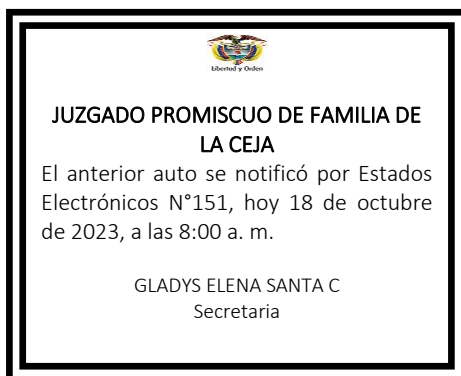 Libertad y Orden
JUZGADO PROMISCUO DE FAMILIA DE
LA CEJA
El anterior auto se notificó por Estados
Electrónicos N°151, hoy 18 de octubre
de 2023, a las 8:00 a. m.
GLADYS ELENA SANTA C
Secretaria